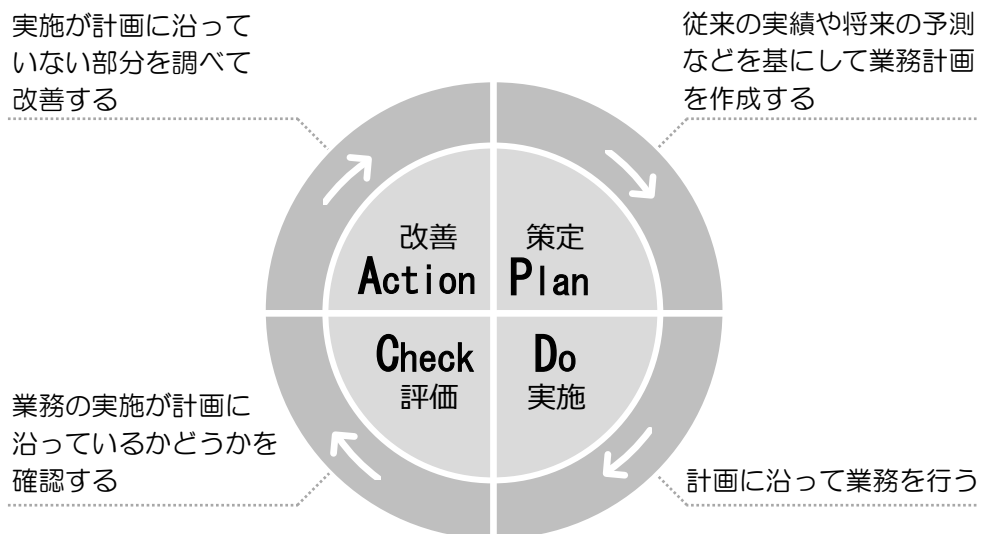 実施が計画に沿って
いない部分を調べて
改善する
従来の実績や将来の予測
などを基にして業務計画
を作成する
改善
Action
策定
Plan
Check
評価
Do
実施
業務の実施が計画に
沿っているかどうかを
確認する
計画に沿って業務を行う